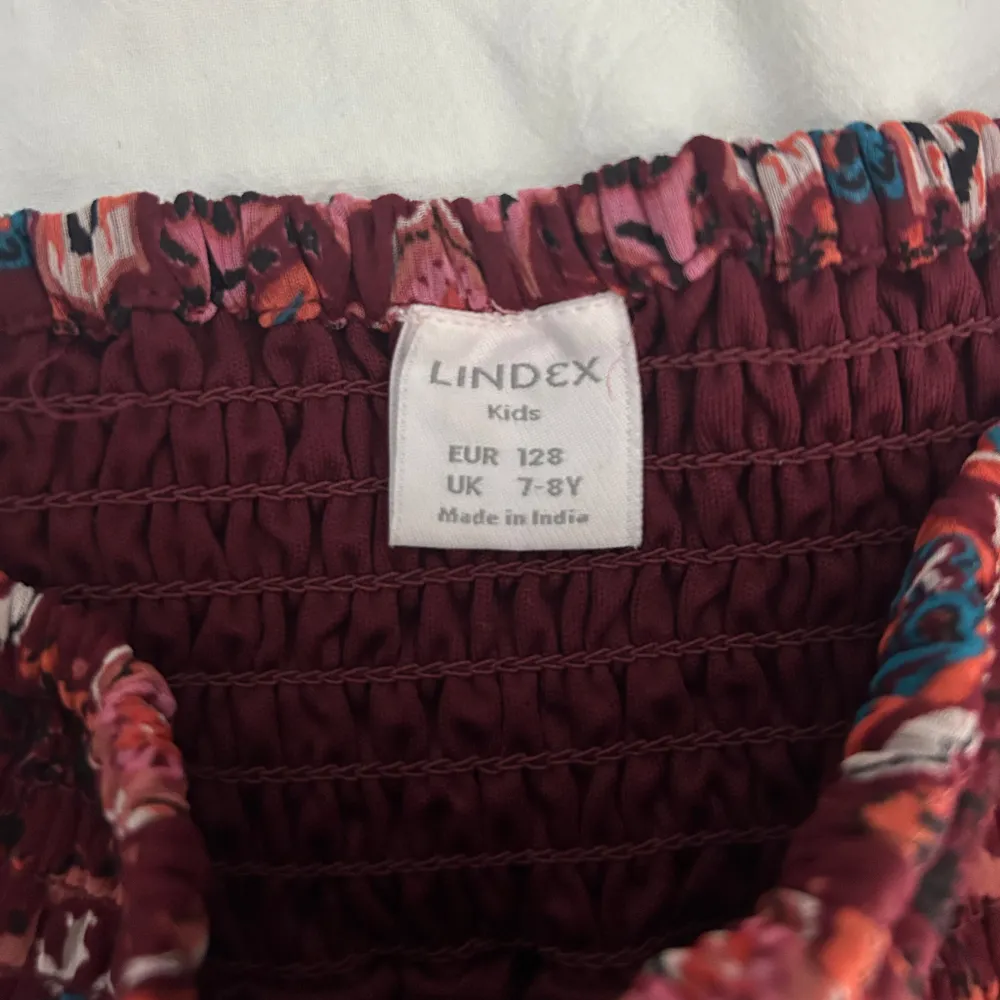 LINDEX
Kids
EUR 128
UK 7-8Y
Made in India